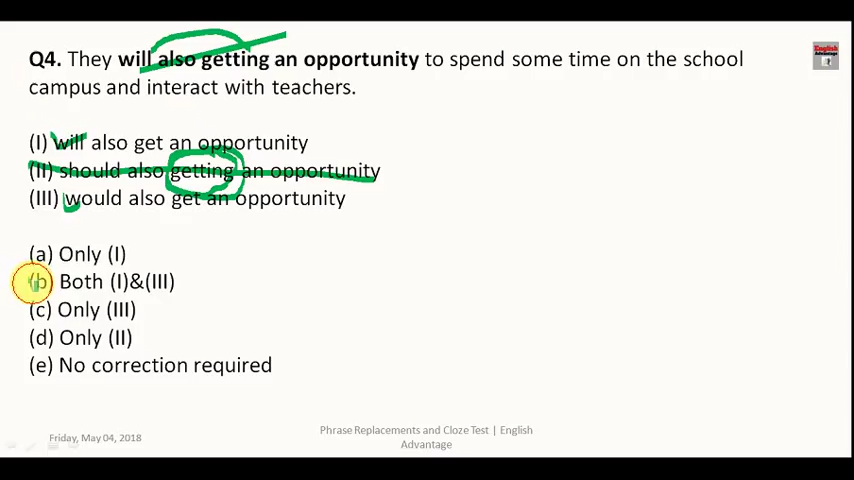 Q4. They will also getting an opportunity to spend some time on the school
campus and interact with teachers.
(I) will also get an opportunity
(II) should also getting an opportunity
(III) would also get an opportunity
(a) Only (I)
(b) Both (I)&(III)
(c) Only (III)
(d) Only (II)
(e) No correction required
Friday, May 04, 2018
Phrase Replacements and Cloze Test | English
Advantage
English
Advantage